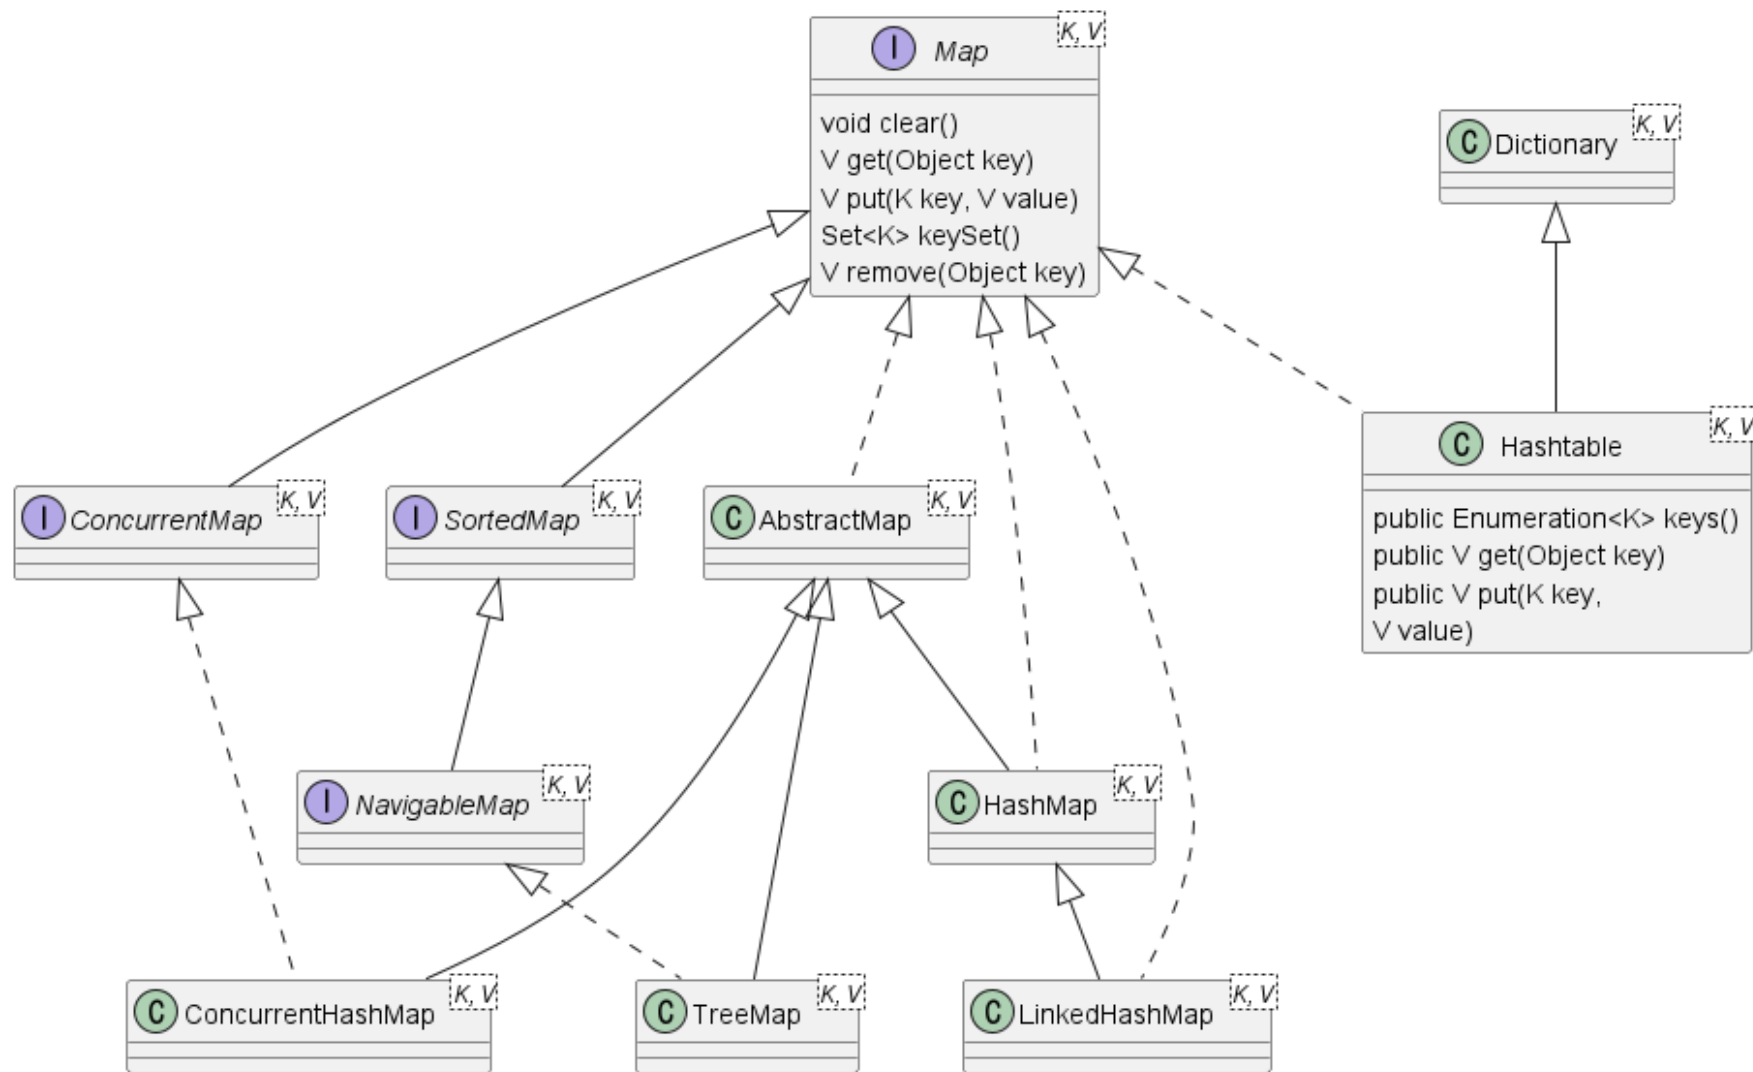 K, V
I Map
void clear()
V get(Object key)
V put(K key, V value)
Set<K> keySet()
V remove(Object key)
K, V
C Dictionary
K, V
C Hashtable
public Enumeration<K> keys()
public V get(Object key)
public V put(K key,
V value)
K, V
I ConcurrentMap
K, V
I SortedMap
K, V
C AbstractMap
K, V
I NavigableMap
K, V
C HashMap
K, V
C ConcurrentHashMap
K, V
C TreeMap
K, V
C LinkedHashMap